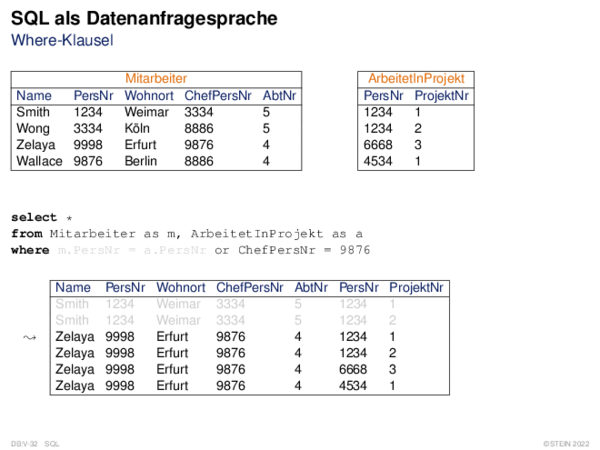 SQL als Datenanfragesprache
Where-Klausel
Mitarbeiter
Name PersNr Wohnort ChefPersNr AbtNr
Smith 1234 Weimar 3334 5
Wong 3334 Köln 8886 5
Zelaya 9998 Erfurt 9876 4
Wallace 9876 Berlin 8886 4
ArbeitetInProjekt
PersNr ProjektNr
1234 1
1234 2
6668 3
4534 1
select *
from Mitarbeiter as m, ArbeitetInProjekt as a
where m.PersNr = a.PersNr or ChefPersNr = 9876
Name PersNr Wohnort ChefPersNr AbtNr PersNr ProjektNr
Smith 1234 Weimar 3334 5 1234 1
Smith 1234 Weimar 3334 5 1234 2
⤳ Zelaya 9998 Erfurt 9876 4 1234 1
Zelaya 9998 Erfurt 9876 4 1234 2
Zelaya 9998 Erfurt 9876 4 6668 3
Zelaya 9998 Erfurt 9876 4 4534 1
DB:V-32 SQL ©STEIN 2022